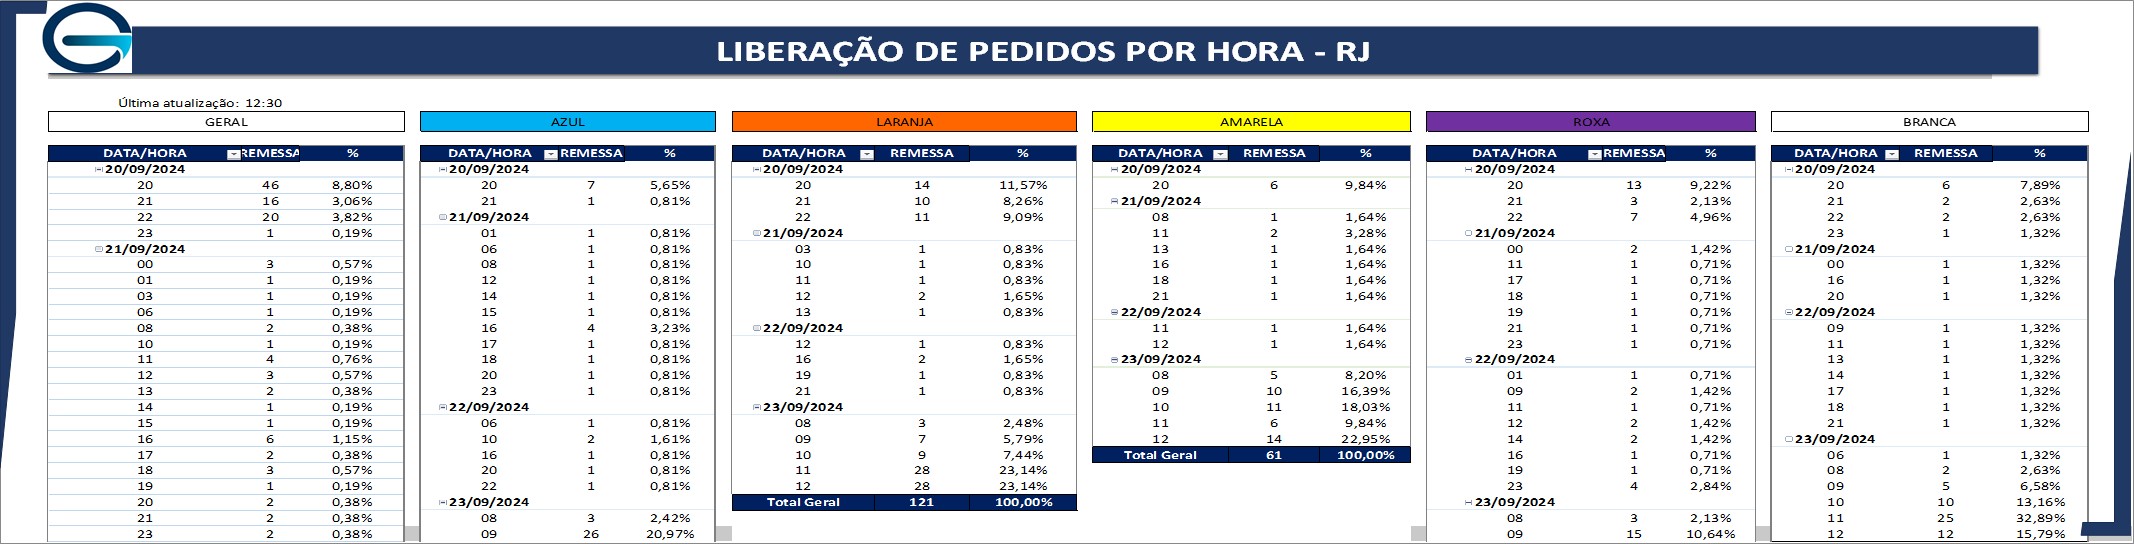 LIBERAÇÃO DE PEDIDOS POR HORA - RJ
Última atualização: 12:30
GERAL
DATA/HORA REMESSA %
20/09/2024
20 46 8,80%
21 16 3,06%
22 20 3,82%
23 1 0,19%
21/09/2024
00 3 0,57%
01 1 0,19%
03 1 0,19%
06 1 0,19%
08 2 0,38%
10 1 0,19%
11 4 0,76%
12 3 0,57%
13 2 0,38%
14 1 0,19%
15 1 0,19%
16 6 1,15%
17 2 0,38%
18 3 0,57%
19 1 0,19%
20 2 0,38%
21 2 0,38%
23 2 0,38%
AZUL
DATA/HORA REMESSA %
20/09/2024
20 7 5,65%
21 1 0,81%
21/09/2024
01 1 0,81%
06 1 0,81%
08 1 0,81%
12 1 0,81%
14 1 0,81%
15 1 0,81%
16 4 3,23%
17 1 0,81%
18 1 0,81%
20 1 0,81%
23 1 0,81%
22/09/2024
06 1 0,81%
10 2 1,61%
16 1 0,81%
20 1 0,81%
22 1 0,81%
23/09/2024
08 3 2,42%
09 26 20,97%
LARANJA
DATA/HORA REMESSA %
20/09/2024
20 14 11,57%
21 10 8,26%
22 11 9,09%
21/09/2024
03 1 0,83%
10 1 0,83%
11 1 0,83%
12 2 1,65%
13 1 0,83%
22/09/2024
12 1 0,83%
16 2 1,65%
19 1 0,83%
21 1 0,83%
23/09/2024
08 3 2,48%
09 7 5,79%
10 9 7,44%
11 28 23,14%
12 28 23,14%
Total Geral 121 100,00%
AMARELA
DATA/HORA REMESSA %
20/09/2024
20 6 9,84%
21/09/2024
08 1 1,64%
11 2 3,28%
13 1 1,64%
16 1 1,64%
18 1 1,64%
21 1 1,64%
22/09/2024
11 1 1,64%
12 1 1,64%
23/09/2024
08 5 8,20%
09 10 16,39%
10 11 18,03%
11 6 9,84%
12 14 22,95%
Total Geral 61 100,00%
ROXA
DATA/HORA REMESSA %
20/09/2024
20 13 9,22%
21 3 2,13%
22 7 4,96%
21/09/2024
00 2 1,42%
11 1 0,71%
17 1 0,71%
18 1 0,71%
19 1 0,71%
21 1 0,71%
23 1 0,71%
22/09/2024
01 1 0,71%
09 2 1,42%
11 1 0,71%
12 2 1,42%
14 2 1,42%
16 1 0,71%
19 1 0,71%
23 4 2,84%
23/09/2024
08 3 2,13%
09 15 10,64%
BRANCA
DATA/HORA REMESSA %
20/09/2024
20 6 7,89%
21 2 2,63%
22 2 2,63%
23 1 1,32%
21/09/2024
00 1 1,32%
16 1 1,32%
20 1 1,32%
22/09/2024
09 1 1,32%
11 1 1,32%
13 1 1,32%
14 1 1,32%
17 1 1,32%
18 1 1,32%
21 1 1,32%
23/09/2024
06 1 1,32%
08 2 2,63%
09 5 6,58%
10 10 13,16%
11 25 32,89%
12 12 15,79%